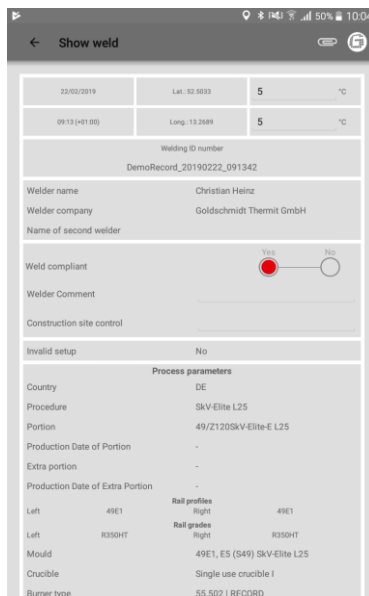 50% 10:04
Show weld
22/02/2019 Lat.: 52.5033 5 °C
09:13 (+01:00) Long.: 13.2689 5 °C
Welding ID number
DemoRecord_20190222_091342
Welder name Christian Heinz
Welder company Goldschmidt Thermit GmbH
Name of second welder
Yes No
Weld compliant
Welder Comment
Construction site control
Invalid setup No
Process parameters
Country DE
Procedure SkV-Elite L25
Portion 49/Z120SkV-Elite-E L25
Production Date of Portion -
Extra portion -
Production Date of Extra Portion -
Rail profiles
Left 49E1 Right 49E1
Rail grades
Left R350HT Right R350HT
Mould 49E1, E5 (S49) SkV-Elite L25
Crucible Single use crucible I
Burner type 55.502 | RECORD